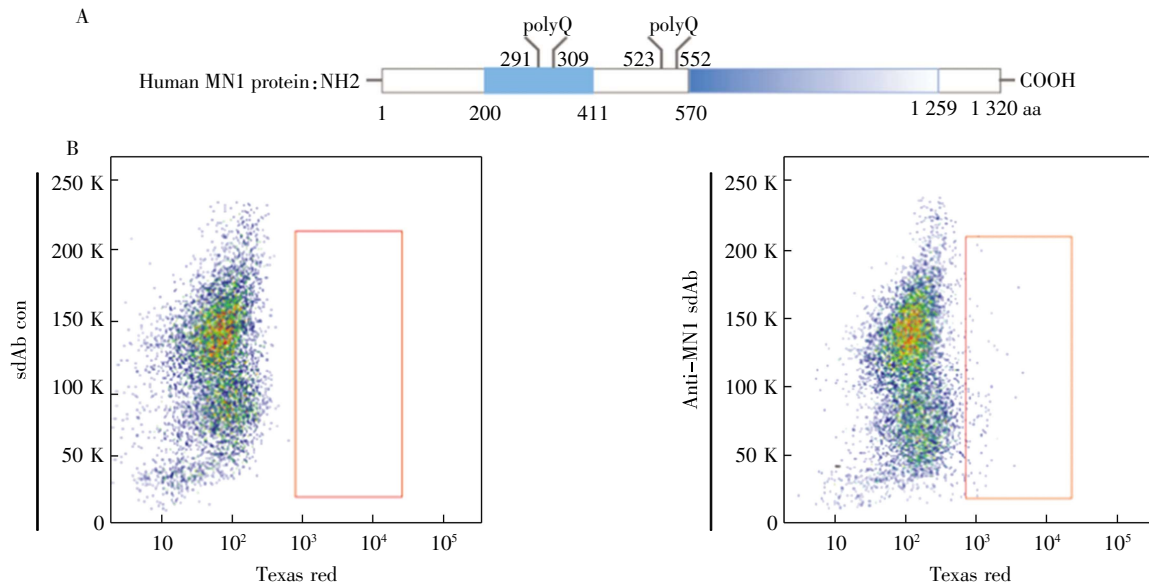 A
polyQ polyQ
291 309 523 552
Human MN1 protein:NH2 COOH
1 200 411 570 1 259 1 320 aa
B
sdAb con
250 K
200 K
150 K
100 K
50 K
0
10 10² 10³ 10⁴ 10⁵
Texas red
Anti-MN1 sdAb
250 K
200 K
150 K
100 K
50 K
0
10 10² 10³ 10⁴ 10⁵
Texas red